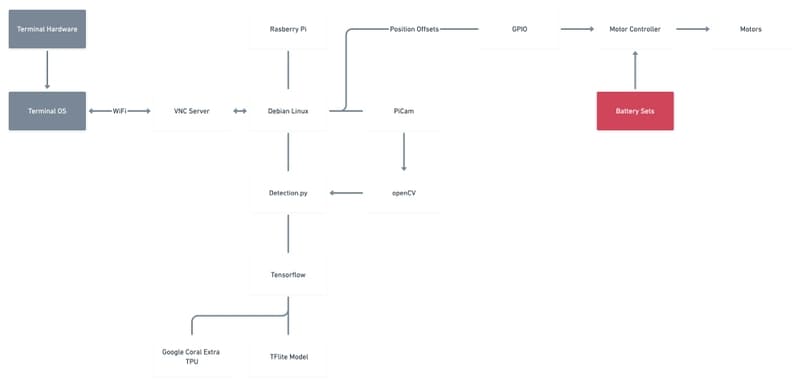 Terminal Hardware
Rasberry Pi
Position Offsets
GPIO
Motor Controller
Motors
Terminal OS
WiFi
VNC Server
Debian Linux
PiCam
Battery Sets
Detection.py
openCV
Tensorflow
Google Coral Extra
TPU
TFlite Model